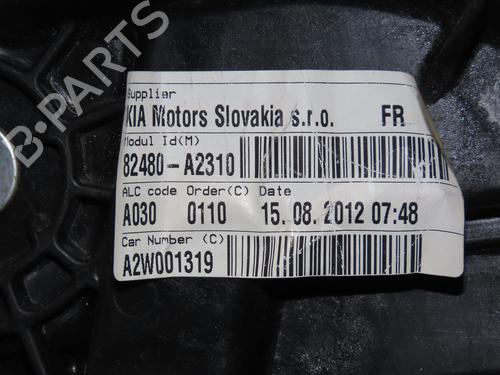 B-PARTS
Supplier
KIA Motors Slovakia s.r.o. FR
Modul Id(M)
82480-A2310
ALC code Order(C) Date
A030 0110 15. 08. 2012 07:48
Car Number (C)
A2W001319